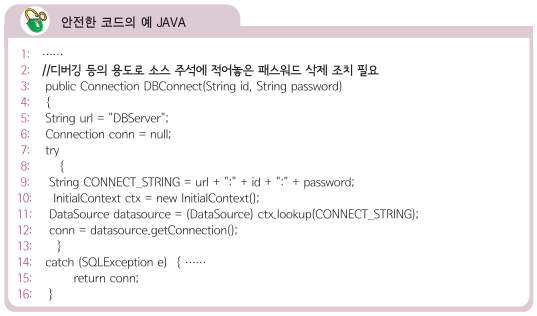 안전한 코드의 예 JAVA
1: ……
2: //디버깅 등의 용도로 소스 주석에 적어놓은 패스워드 삭제 조치 필요
3: public Connection DBConnect(String id, String password)
4: {
5: String url = "DBServer";
6: Connection conn = null;
7: try
8: {
9: String CONNECT_STRING = url + ":" + id + ":" + password;
10: InitialContext ctx = new InitialContext();
11: DataSource datasource = (DataSource) ctx.lookup(CONNECT_STRING);
12: conn = datasource.getConnection();
13: }
14: catch (SQLException e) { ……
15: return conn;
16: }